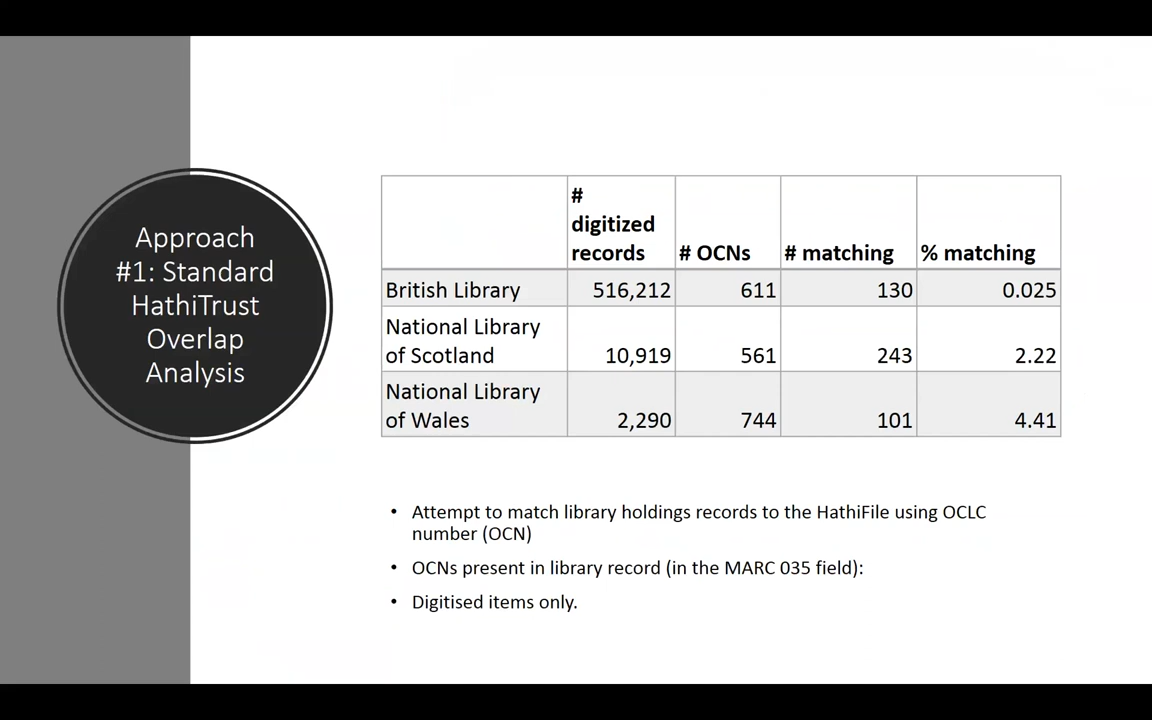 Approach
#1: Standard
HathiTrust
Overlap
Analysis
# digitized records # OCNs # matching % matching
British Library 516,212 611 130 0.025
National Library of Scotland 10,919 561 243 2.22
National Library of Wales 2,290 744 101 4.41
• Attempt to match library holdings records to the HathiFile using OCLC
number (OCN)
• OCNs present in library record (in the MARC 035 field):
• Digitised items only.